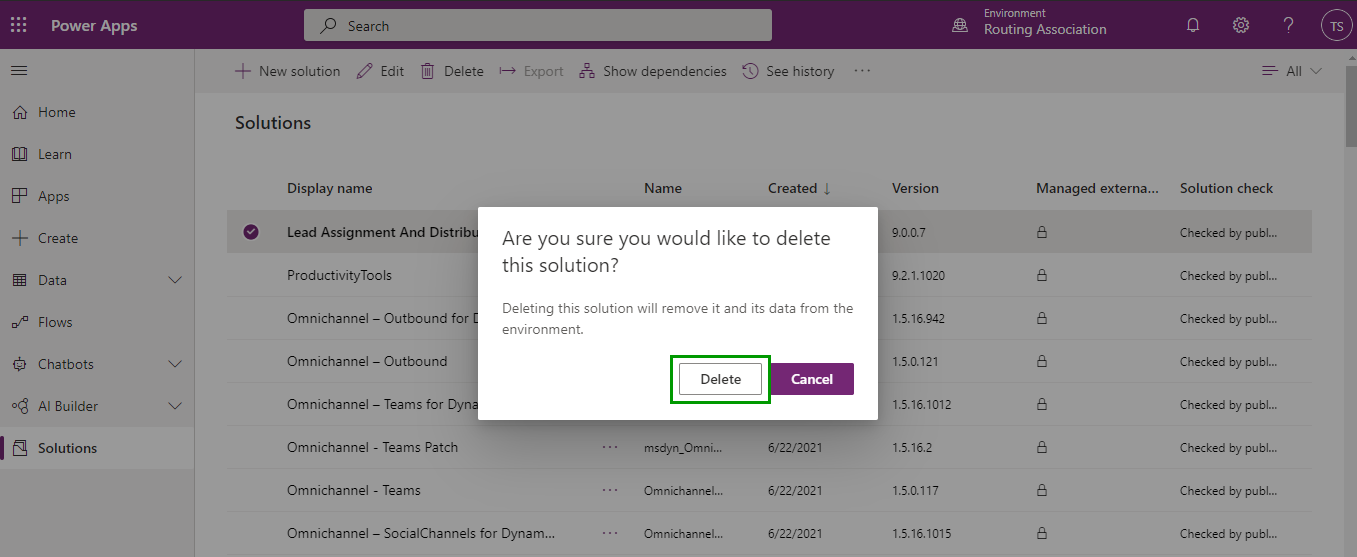 Power Apps
Search
Environment
Routing Association
TS
New solution Edit Delete Export Show dependencies See history ··· All
Home
Learn
Apps
Create
Data
Flows
Chatbots
AI Builder
Solutions
Solutions
Display name Name Created ↓ Version Managed externa... Solution check
Lead Assignment And Distribu 9.0.0.7 Checked by publ...
ProductivityTools 9.2.1.1020 Checked by publ...
Omnichannel – Outbound for D 1.5.16.942 Checked by publ...
Omnichannel – Outbound 1.5.0.121 Checked by publ...
Omnichannel – Teams for Dyna 1.5.16.1012 Checked by publ...
Omnichannel - Teams Patch ··· msdyn_Omni... 6/22/2021 1.5.16.2 Checked by publ...
Omnichannel - Teams ··· Omnichannel... 6/22/2021 1.5.0.117 Checked by publ...
Omnichannel – SocialChannels for Dynam... ··· Omnichannel... 6/22/2021 1.5.16.1015 Checked by publ...
Are you sure you would like to delete
this solution?
Deleting this solution will remove it and its data from the
environment.
Delete Cancel